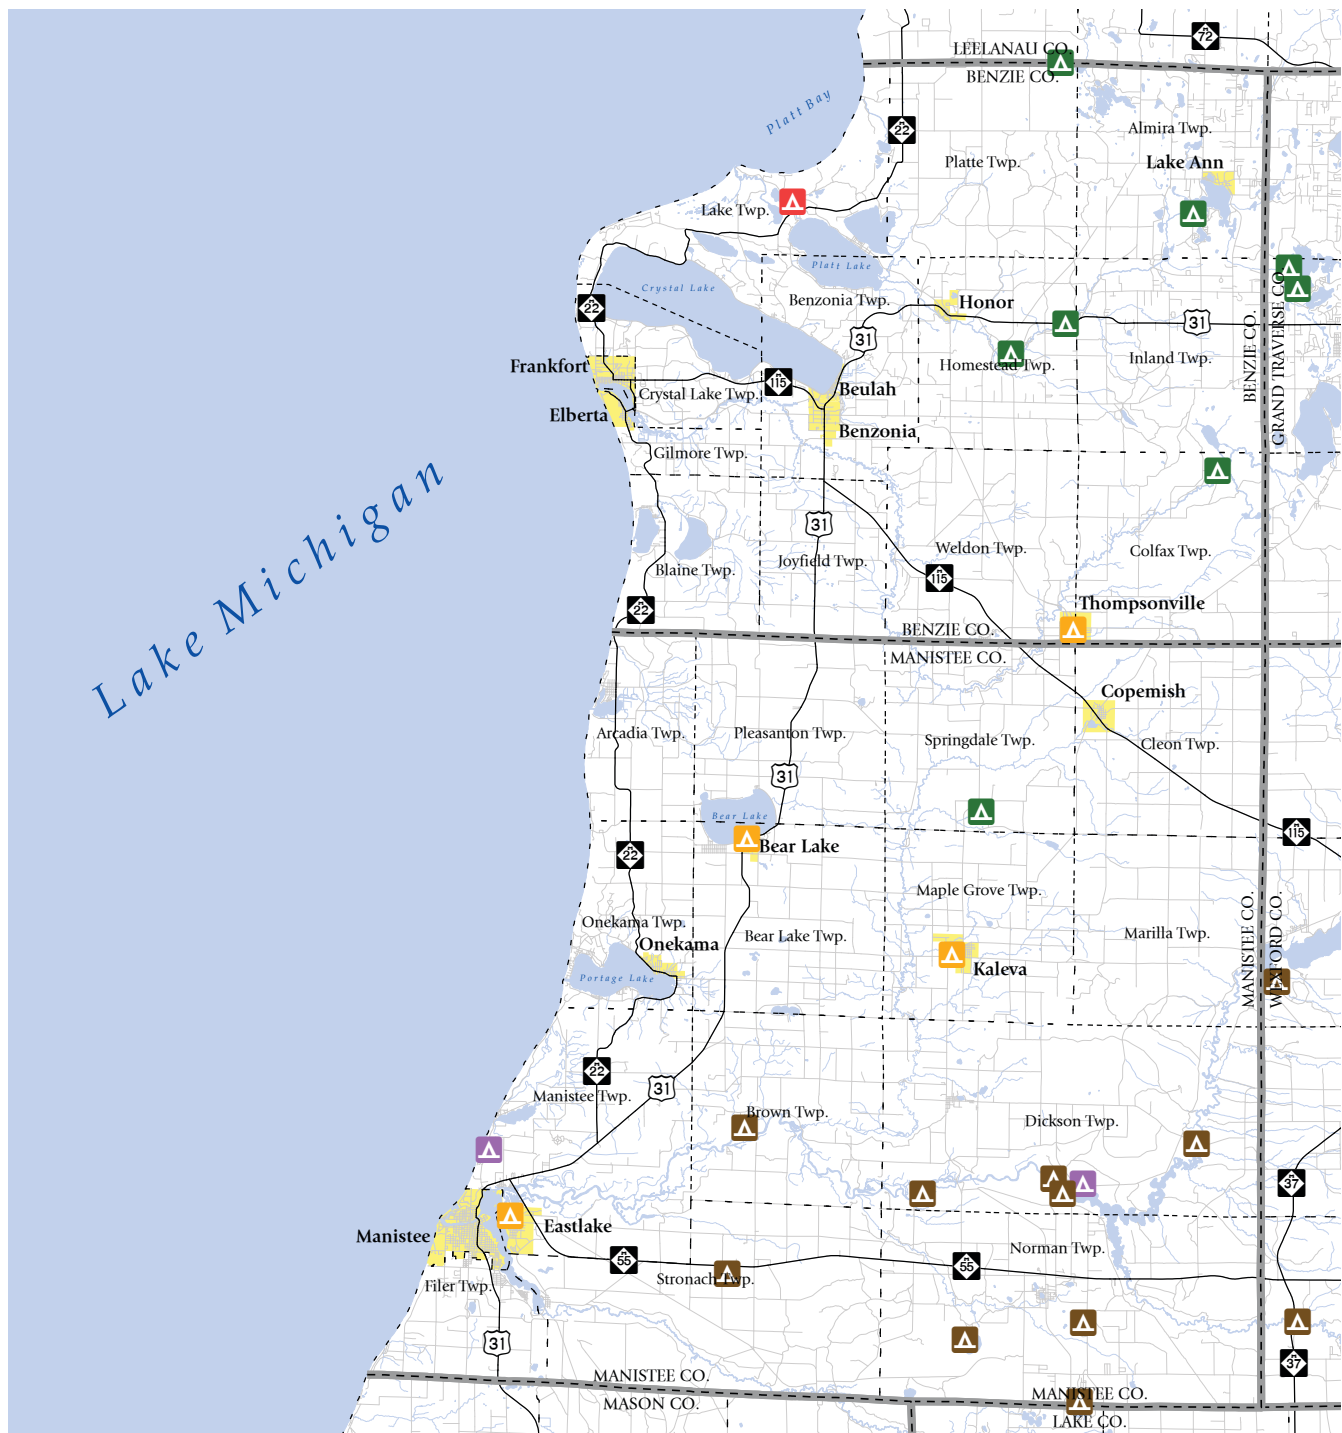 72
LEELANAU CO.
BENZIE CO.
Platt Bay
M
22
Almira Twp.
Platte Twp.
Lake Ann
Lake Twp.
Platt Lake
Crystal Lake
Benzonia Twp.
Honor
M
22
31
31
BENZIE CO.
GRAND TRAVERSE CO.
Frankfort
Homestead Twp.
Inland Twp.
M
115
Beulah
Crystal Lake Twp.
Elberta
Benzonia
Gilmore Twp.
Lake Michigan
31
Weldon Twp.
Colfax Twp.
Joyfield Twp.
Blaine Twp.
M
115
Thompsonville
M
22
BENZIE CO.
MANISTEE CO.
Copemish
Arcadia Twp.
Pleasanton Twp.
Springdale Twp.
Cleon Twp.
31
Bear Lake
M
115
Bear Lake
M
22
Maple Grove Twp.
MANISTEE CO.
WEXFORD CO.
Onekama Twp.
Onekama
Bear Lake Twp.
Marilla Twp.
Kaleva
Portage Lake
M
22
31
Manistee Twp.
Brown Twp.
Dickson Twp.
M
37
Manistee
Eastlake
Norman Twp.
M
55
M
55
Stronach Twp.
Filer Twp.
31
M
37
MANISTEE CO.
MASON CO.
MANISTEE CO.
LAKE CO.